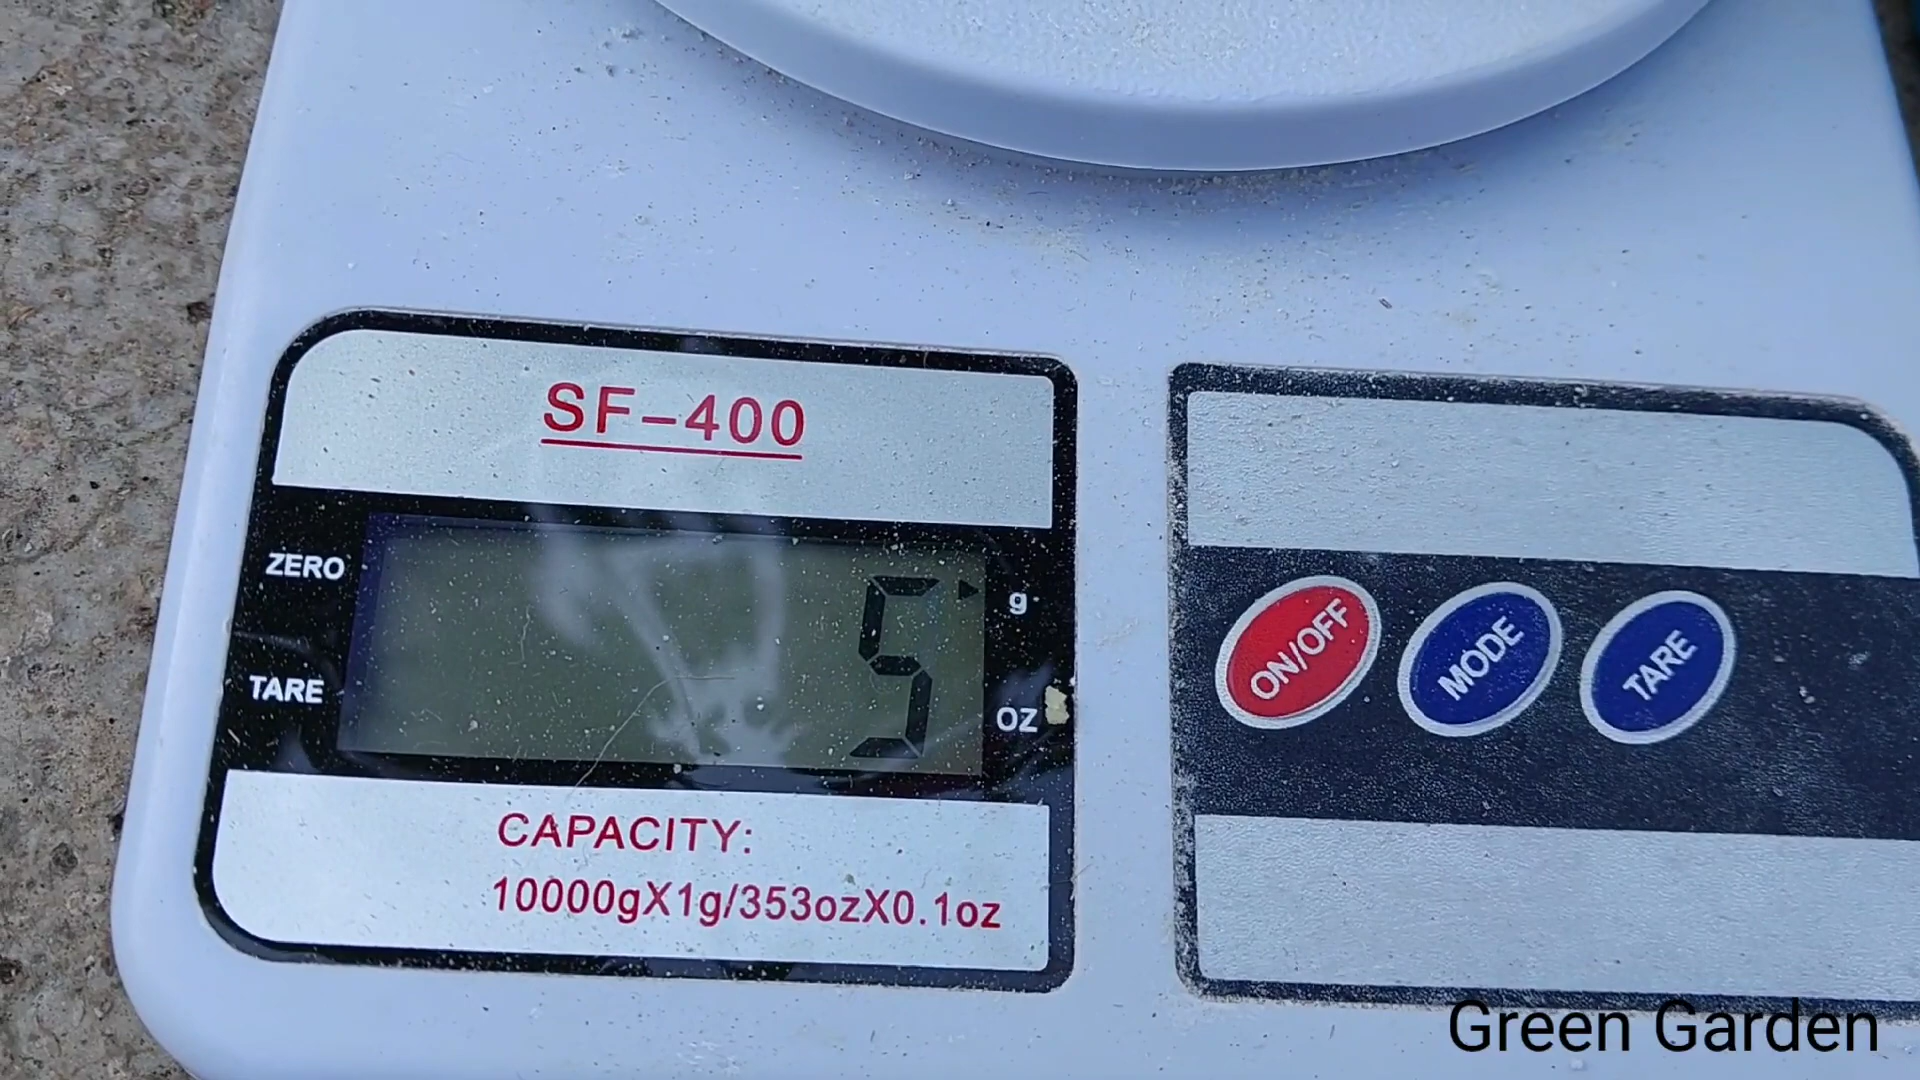 SF-400
ZERO
TARE
5
g
OZ
CAPACITY:
10000gX1g/353ozX0.1oz
ON/OFF
MODE
TARE
Green Garden